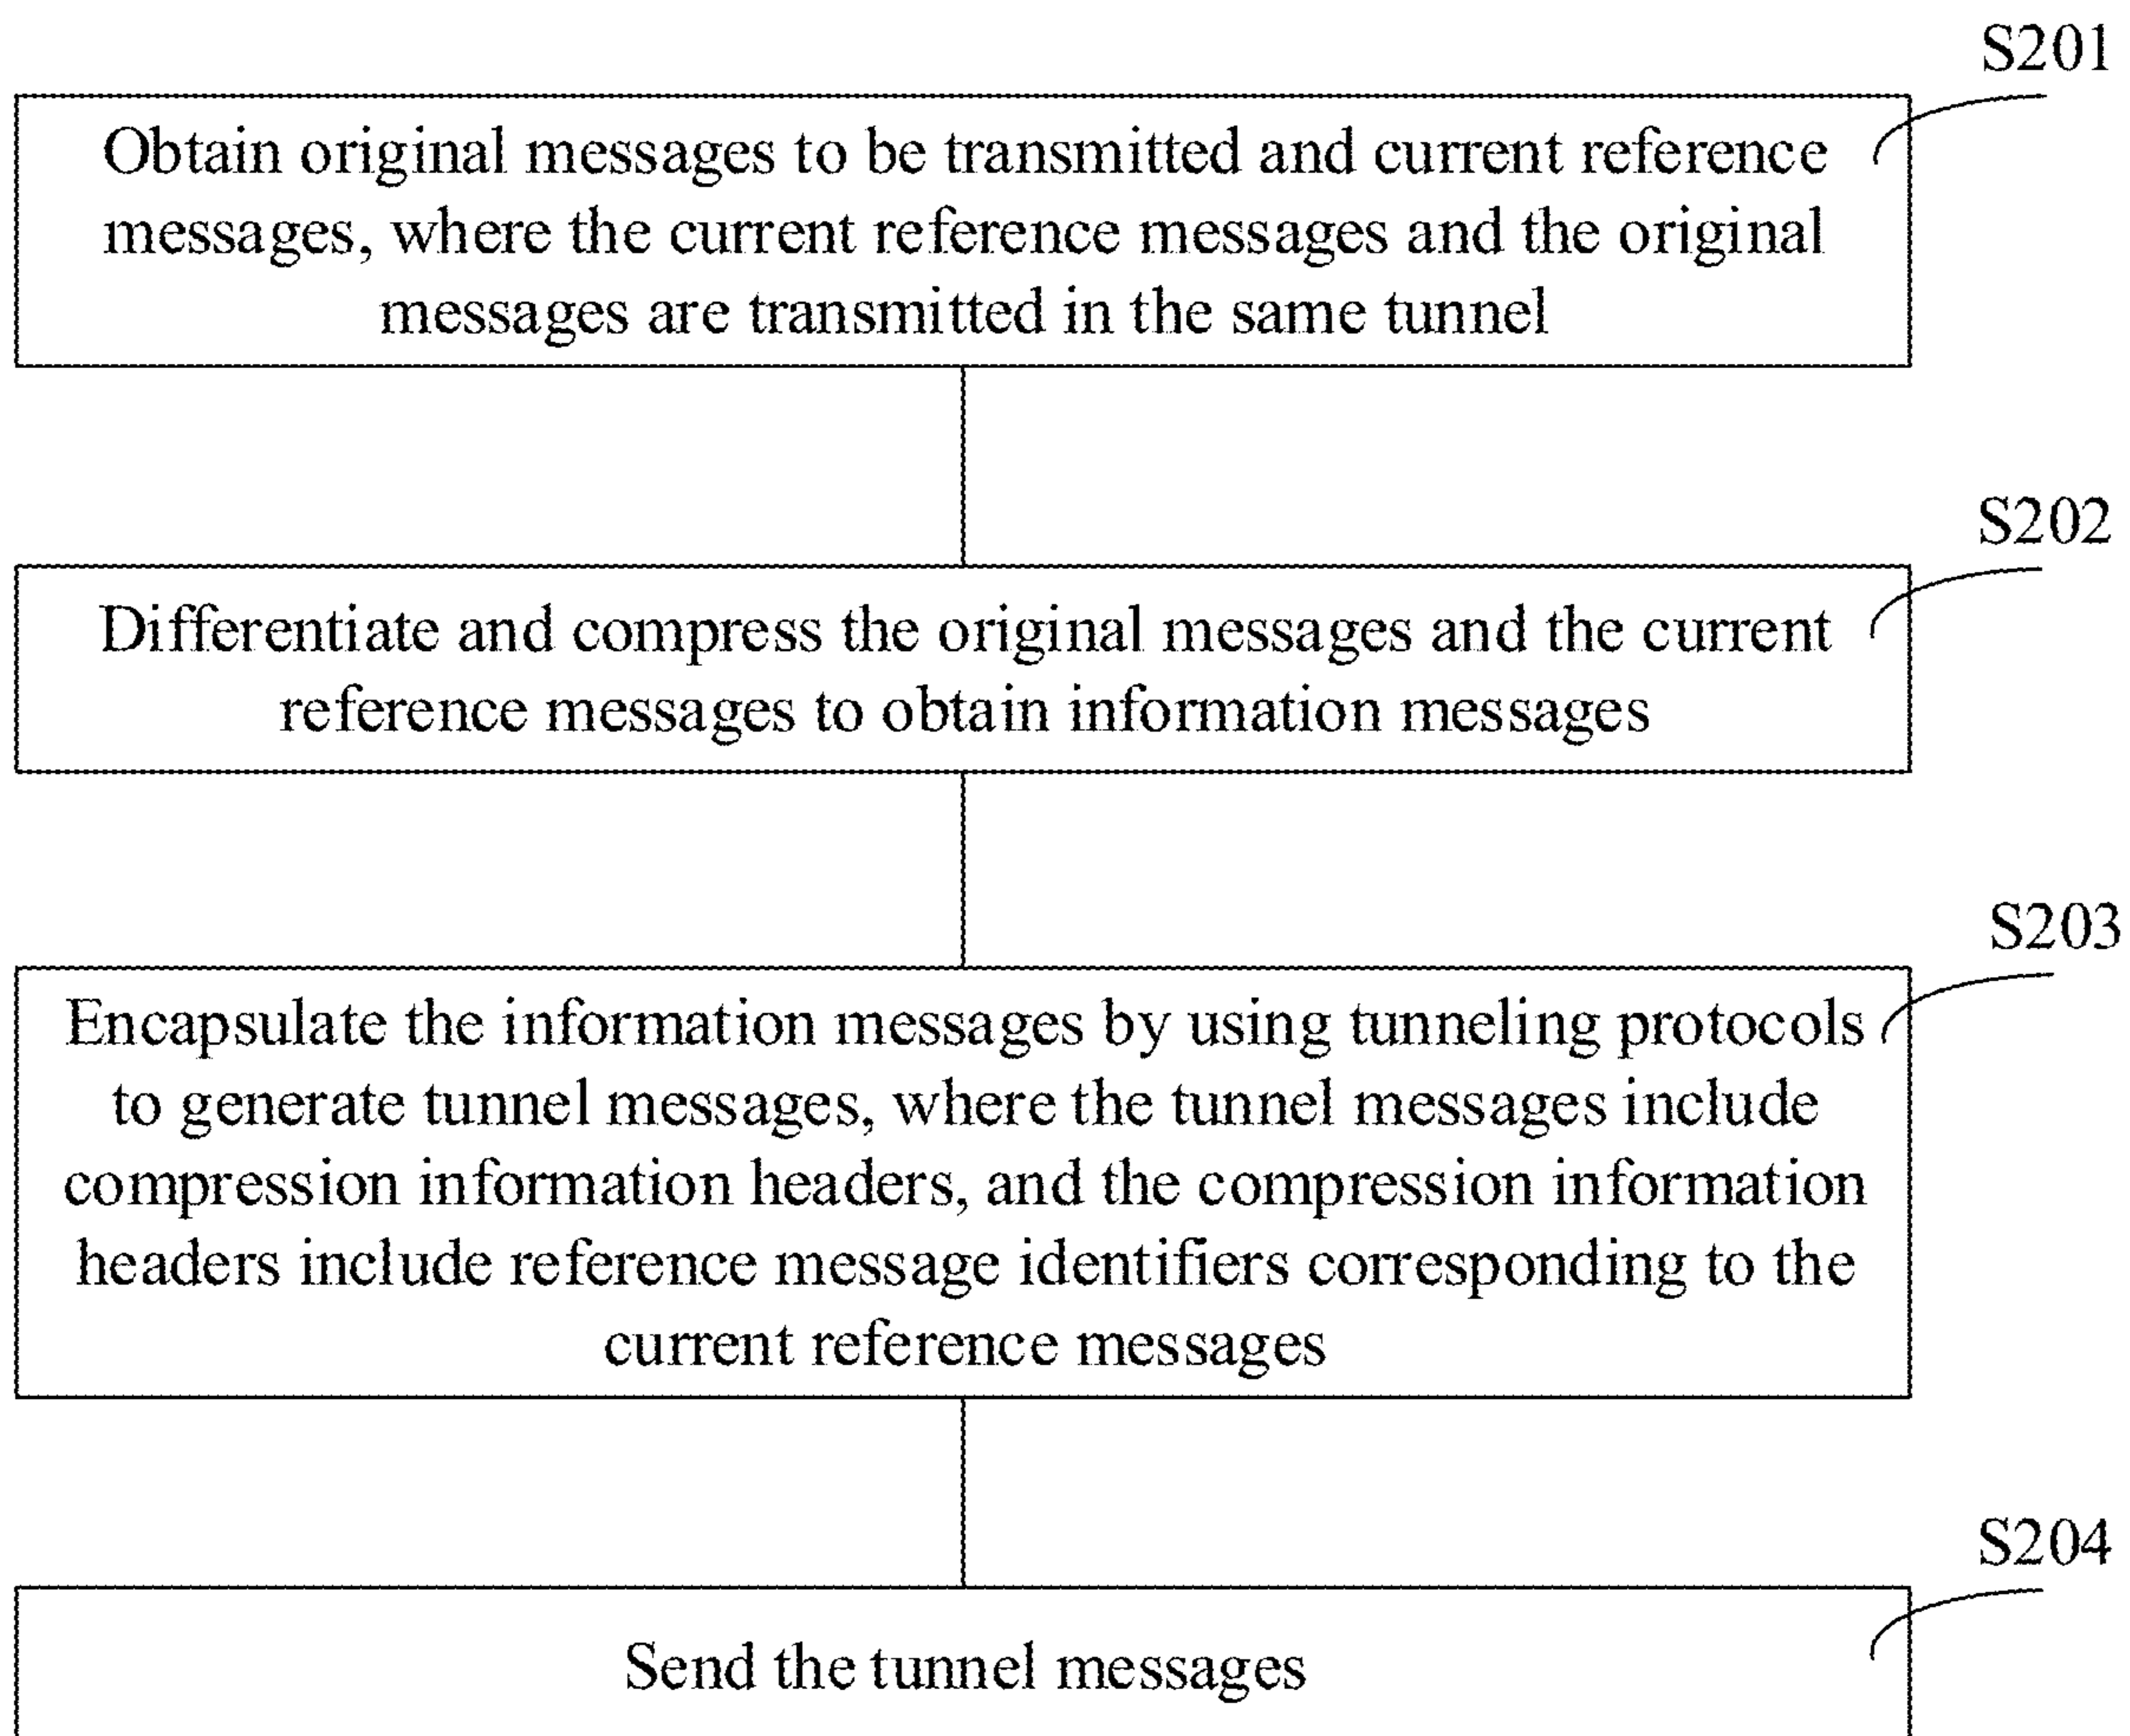 S201
Obtain original messages to be transmitted and current reference
messages, where the current reference messages and the original
messages are transmitted in the same tunnel
S202
Differentiate and compress the original messages and the current
reference messages to obtain information messages
S203
Encapsulate the information messages by using tunneling protocols
to generate tunnel messages, where the tunnel messages include
compression information headers, and the compression information
headers include reference message identifiers corresponding to the
current reference messages
S204
Send the tunnel messages